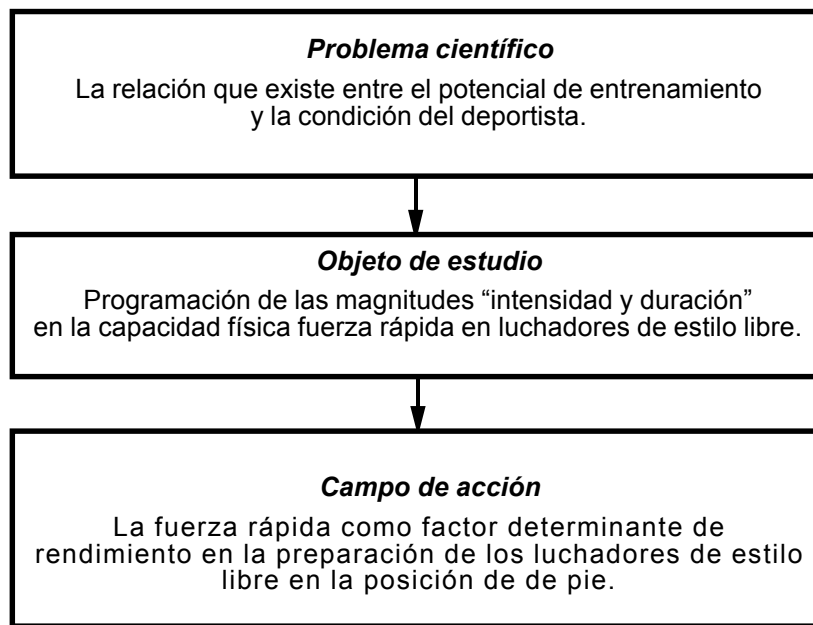 Problema científico
La relación que existe entre el potencial de entrenamiento
y la condición del deportista.
Objeto de estudio
Programación de las magnitudes “intensidad y duración”
en la capacidad física fuerza rápida en luchadores de estilo libre.
Campo de acción
La fuerza rápida como factor determinante de
rendimiento en la preparación de los luchadores de estilo
libre en la posición de de pie.